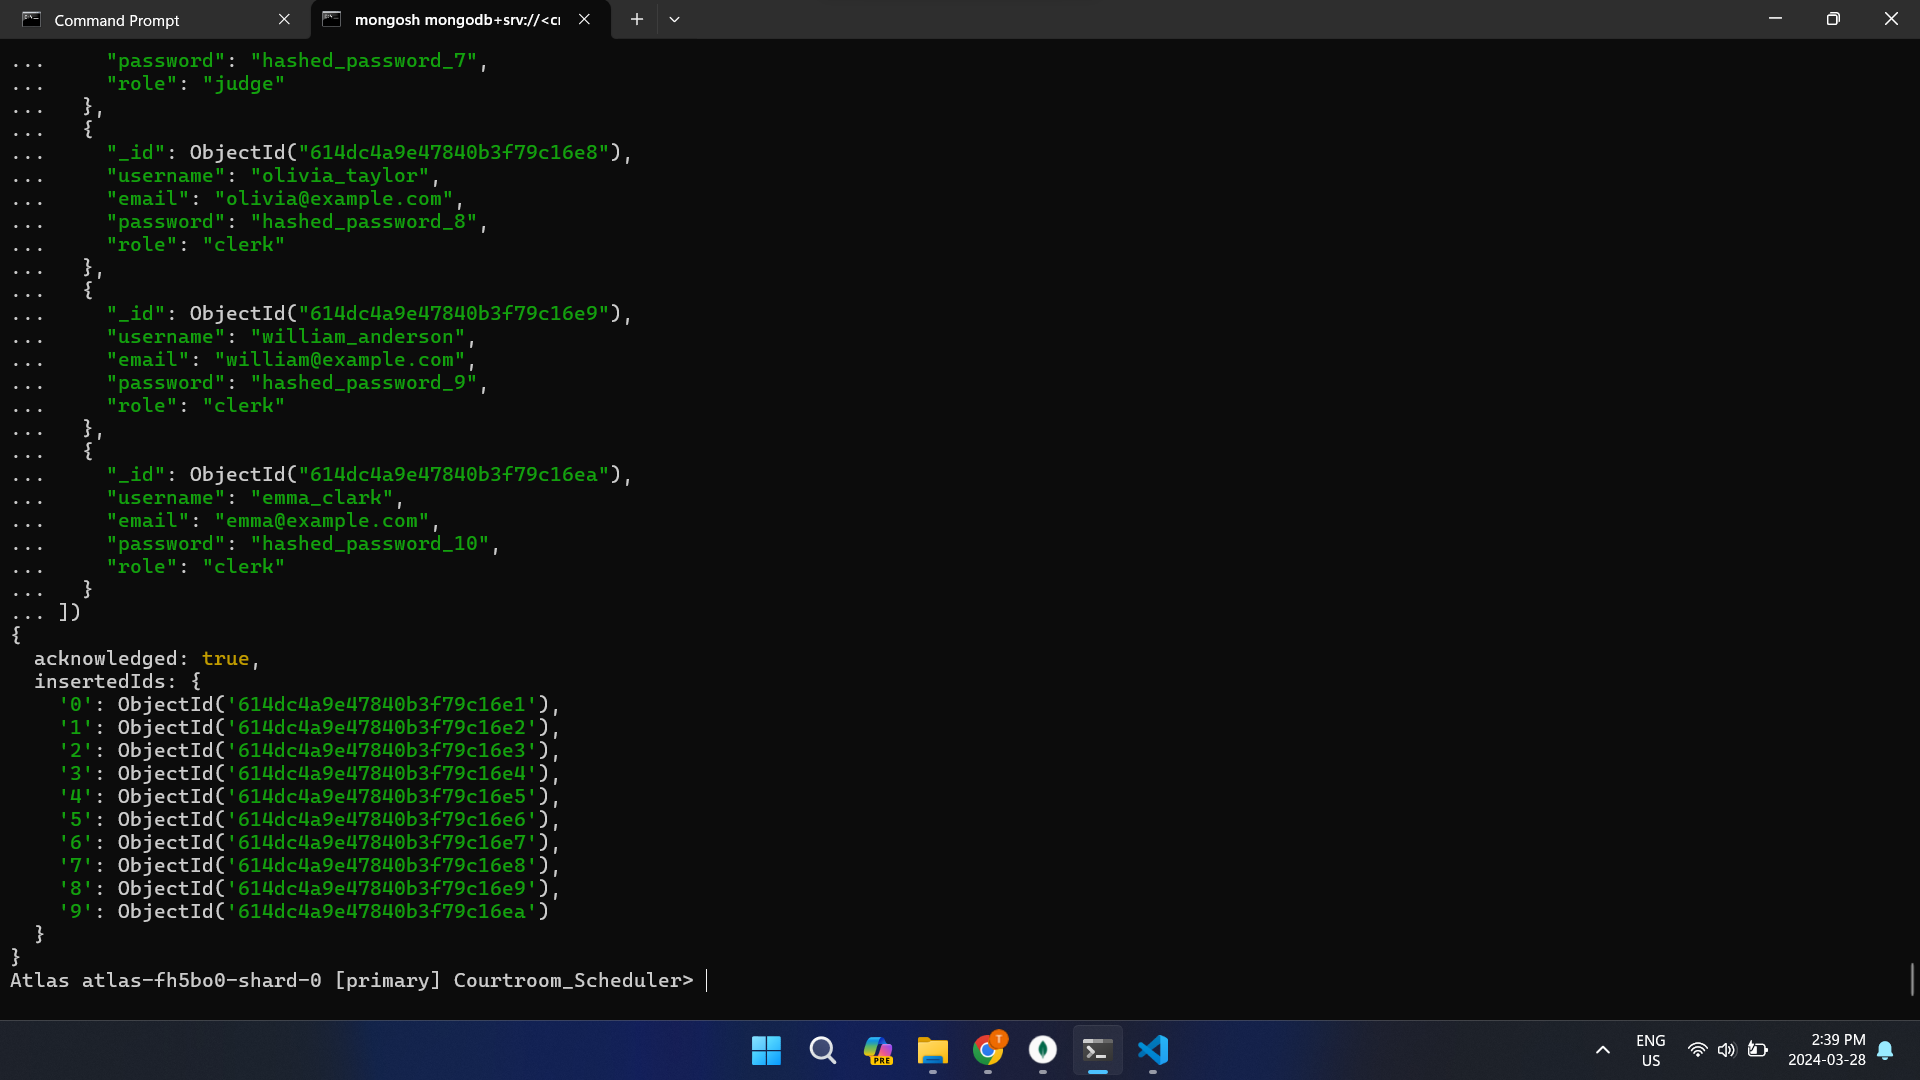 Command Prompt
mongosh mongodb+srv://<cr
...     "password": "hashed_password_7",
...     "role": "judge"
...   },
...   {
...     "_id": ObjectId("614dc4a9e47840b3f79c16e8"),
...     "username": "olivia_taylor",
...     "email": "olivia@example.com",
...     "password": "hashed_password_8",
...     "role": "clerk"
...   },
...   {
...     "_id": ObjectId("614dc4a9e47840b3f79c16e9"),
...     "username": "william_anderson",
...     "email": "william@example.com",
...     "password": "hashed_password_9",
...     "role": "clerk"
...   },
...   {
...     "_id": ObjectId("614dc4a9e47840b3f79c16ea"),
...     "username": "emma_clark",
...     "email": "emma@example.com",
...     "password": "hashed_password_10",
...     "role": "clerk"
...   }
... ])
{
  acknowledged: true,
  insertedIds: {
    '0': ObjectId('614dc4a9e47840b3f79c16e1'),
    '1': ObjectId('614dc4a9e47840b3f79c16e2'),
    '2': ObjectId('614dc4a9e47840b3f79c16e3'),
    '3': ObjectId('614dc4a9e47840b3f79c16e4'),
    '4': ObjectId('614dc4a9e47840b3f79c16e5'),
    '5': ObjectId('614dc4a9e47840b3f79c16e6'),
    '6': ObjectId('614dc4a9e47840b3f79c16e7'),
    '7': ObjectId('614dc4a9e47840b3f79c16e8'),
    '8': ObjectId('614dc4a9e47840b3f79c16e9'),
    '9': ObjectId('614dc4a9e47840b3f79c16ea')
  }
}
Atlas atlas-fh5bo0-shard-0 [primary] Courtroom_Scheduler>
PRE
T
ENG
US
2:39 PM
2024-03-28